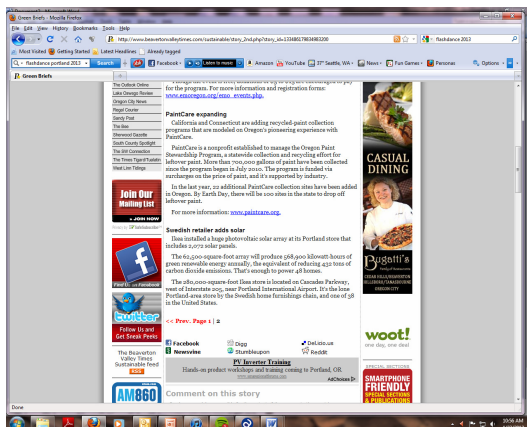 Green Briefs - Mozilla Firefox
File Edit View History Bookmarks Tools Help
flashdance 2013
Most Visited Getting Started Latest Headlines Already tagged
flashdance portland 2013 Search Facebook Listen to music Amazon YouTube 37° Seattle, WA News Fun Games Personas Options
Green Briefs
The Outlook Online
Lake Oswego Review
Oregon City News
Regal Courier
Sandy Post
The Bee
Sherwood Gazette
South County Spotlight
The SW Connection
The Times Tigard/Tualatin
West Linn Tidings
Join Our
Mailing List
JOIN NOW
Find Us on Facebook
twitter
Follow Us and
Get Sneak Peeks
The Beaverton
Valley Times
Sustainable feed
AM860
for the program. For more information and registration forms:
www.emoregon.org/emo_events.php.
PaintCare expanding
California and Connecticut are adding recycled-paint collection
programs that are modeled on Oregon's pioneering experience with
PaintCare.
PaintCare is a nonprofit established to manage the Oregon Paint
Stewardship Program, a statewide collection and recycling effort for
leftover paint. More than 700,000 gallons of paint have been collected
since the program began in July 2010. The program is funded via
surcharges on the price of paint, and it's supported by industry.
In the last year, 22 additional PaintCare collection sites have been added
in Oregon. By Earth Day, there will be 100 sites in the state to drop off
leftover paint.
For more information: www.paintcare.org.
Swedish retailer adds solar
Ikea installed a huge photovoltaic solar array at its Portland store that
includes 2,072 solar panels.
The 62,500-square-foot array will produce 568,900 kilowatt-hours of
green renewable energy annually, the equivalent of reducing 432 tons of
carbon dioxide emissions. That's enough to power 48 homes.
The 280,000-square-foot Ikea store is located on Cascades Parkway,
west of Interstate 205, near Portland International Airport. It's the lone
Portland-area store by the Swedish home furnishings chain, and one of 38
in the United States.
<< Prev. Page 1 | 2
Facebook Digg Del.icio.us
Newsvine Stumbleupon Reddit
PV Inverter Training
Hands-on product workshops and training coming to Portland, OR
AdChoices
Comment on this story
CASUAL
DINING
Bugatti's
CEDAR HILLS/BEAVERTON
HILLSBORO/TANASBOURNE
OREGON CITY
woot!
one day, one deal
SPECIAL SECTIONS
SMARTPHONE
FRIENDLY
SPECIAL SECTIONS
& PUBLICATIONS
Done
10:56 AM